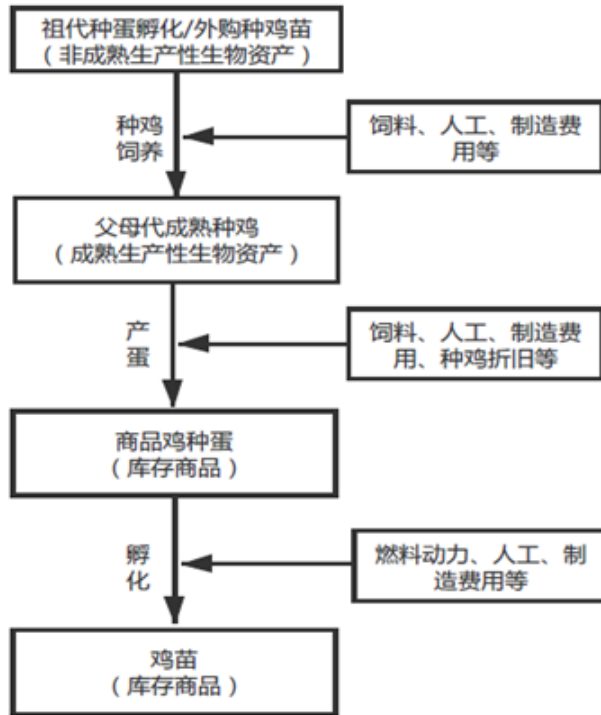 祖代种蛋孵化/外购种鸡苗
（非成熟生产性生物资产）
种鸡
饲养
饲料、人工、制造费
用等
父母代成熟种鸡
（成熟生产性生物资产）
产
蛋
饲料、人工、制造费
用、种鸡折旧等
商品鸡种蛋
（库存商品）
孵
化
燃料动力、人工、制
造费用等
鸡苗
（库存商品）